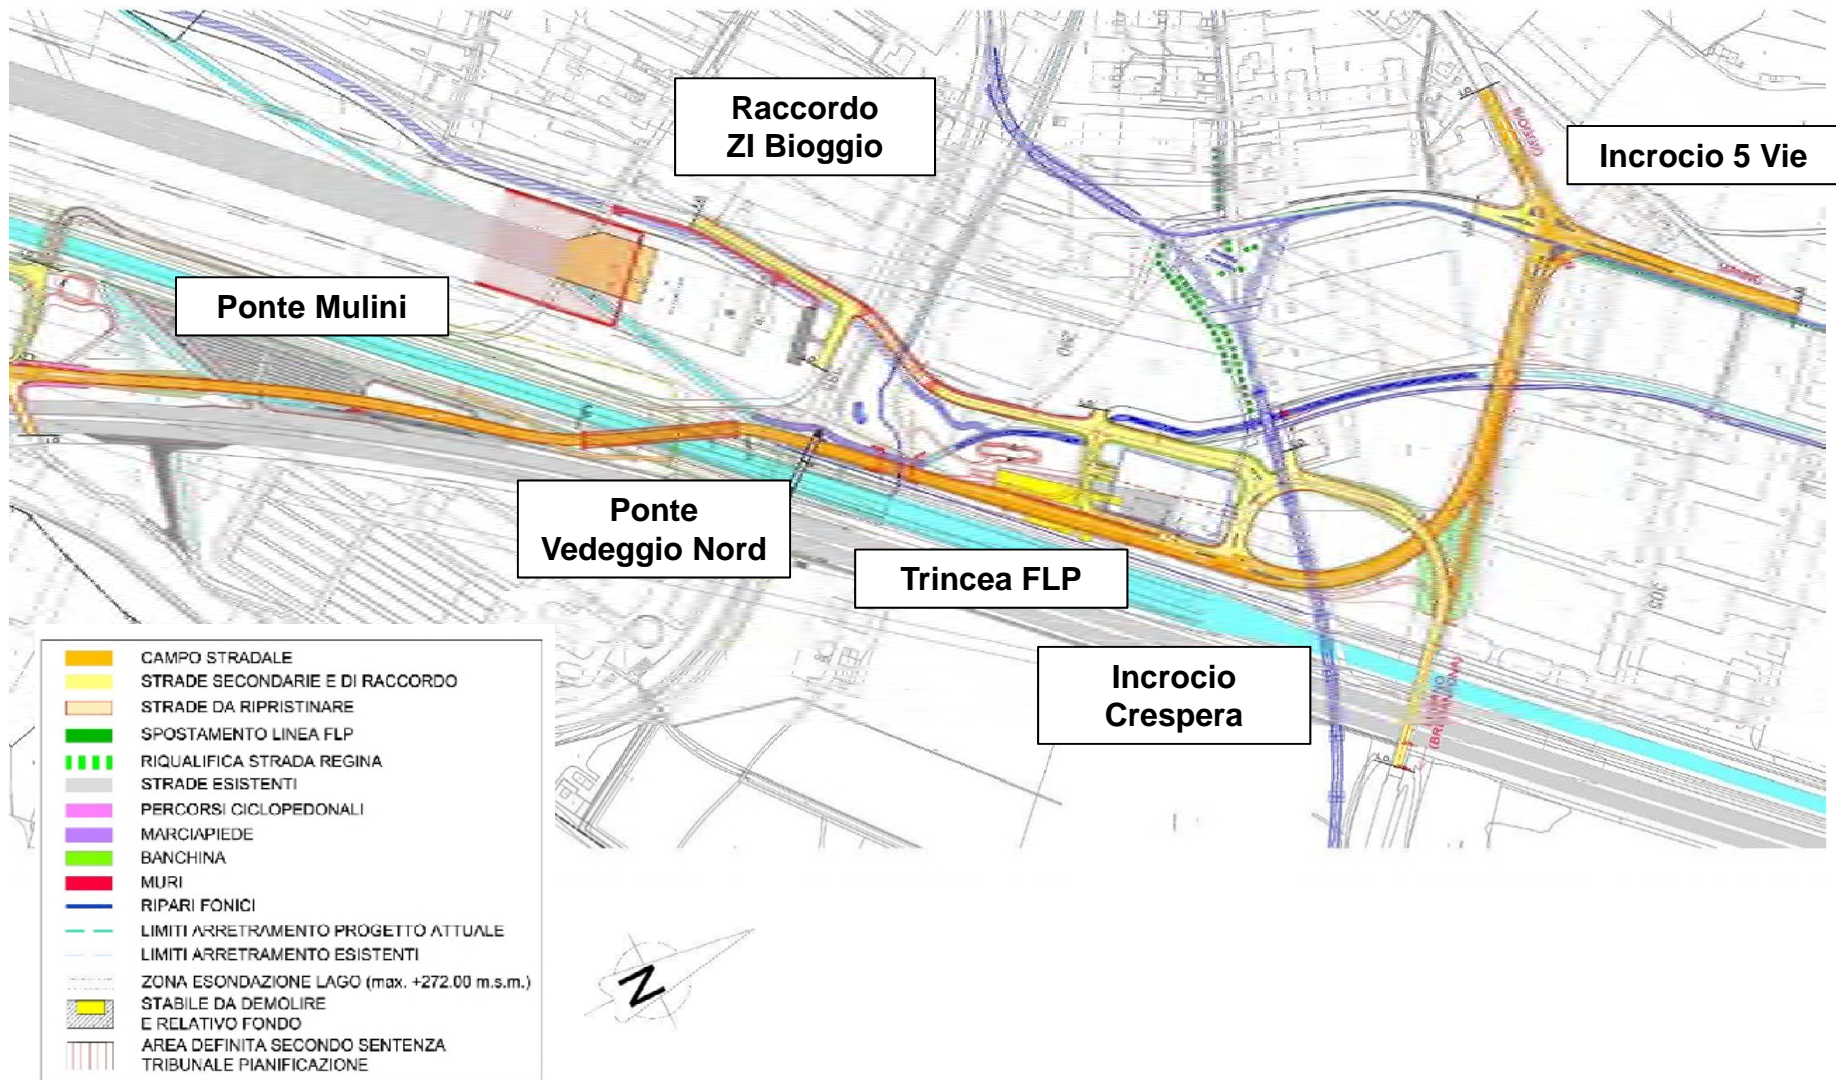 Raccordo
ZI Bioggio
Incrocio 5 Vie
Ponte Mulini
Ponte
Vedeggio Nord
Trincea FLP
Incrocio
Crespera
CAMPO STRADALE
STRADE SECONDARIE E DI RACCORDO
STRADE DA RIPRISTINARE
SPOSTAMENTO LINEA FLP
RIQUALIFICA STRADA REGINA
STRADE ESISTENTI
PERCORSI CICLOPEDONALI
MARCIAPIEDE
BANCHINA
MURI
RIPARI FONICI
LIMITI ARRETRAMENTO PROGETTO ATTUALE
LIMITI ARRETRAMENTO ESISTENTI
ZONA ESONDAZIONE LAGO (max. +272.00 m.s.m.)
STABILE DA DEMOLIRE
E RELATIVO FONDO
AREA DEFINITA SECONDO SENTENZA
TRIBUNALE PIANIFICAZIONE
N